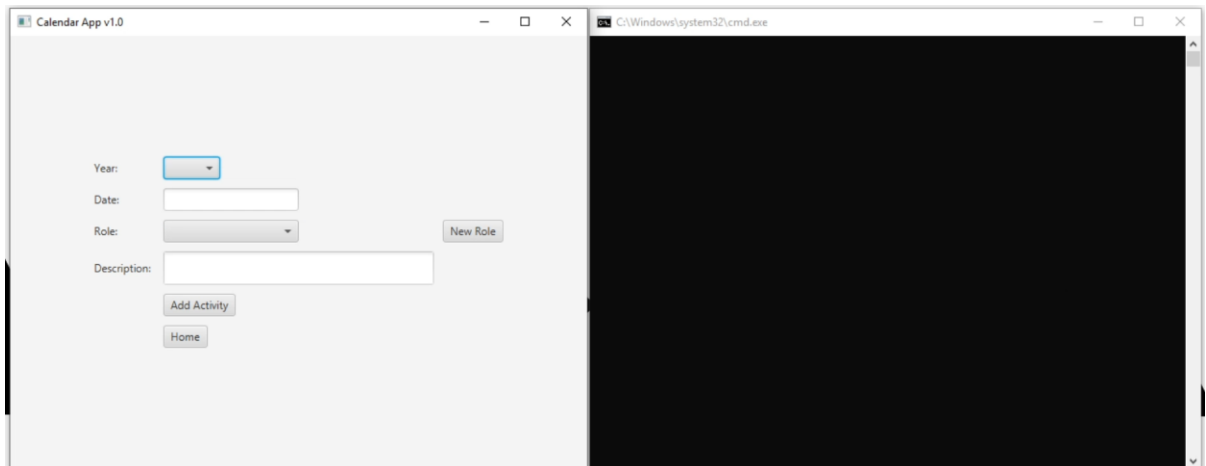 Calendar App v1.0
C:\Windows\system32\cmd.exe
Year:
Date:
Role:
New Role
Description:
Add Activity
Home